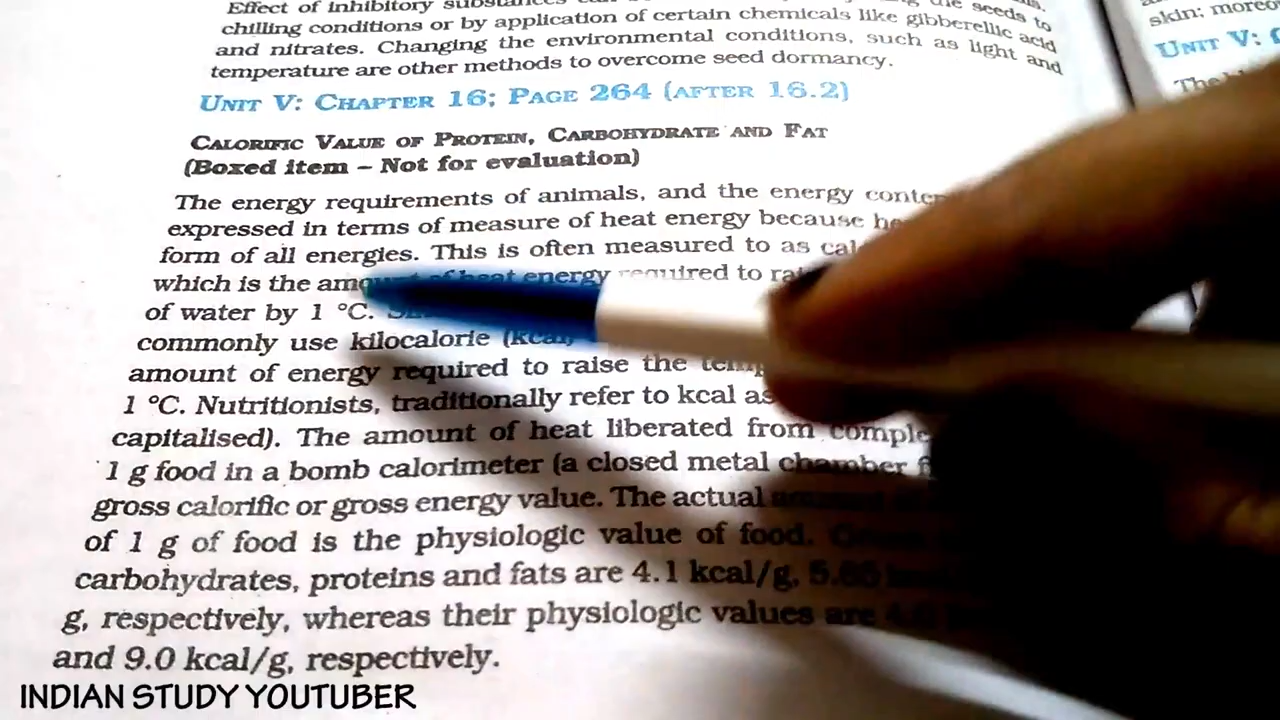 Effect of inhibitory substances the seeds to
chilling conditions or by application of certain chemicals like gibberellic acid
and nitrates. Changing the environmental conditions, such as light and
temperature are other methods to overcome seed dormancy.
UNIT V: CHAPTER 16; PAGE 264 (AFTER 16.2)
CALORIFIC VALUE OF PROTEIN, CARBOHYDRATE AND FAT
(Boxed item – Not for evaluation)
The energy requirements of animals, and the energy
expressed in terms of measure of heat energy because
form of all energies. This is often measured to as
which is the amount of heat energy required to
of water by 1 °C.
commonly use kilocalorie (kcal)
amount of energy required to raise the
1 °C. Nutritionists, traditionally refer to kcal as
capitalised). The amount of heat liberated from
1 g food in a bomb calorimeter (a closed metal chamber
gross calorific or gross energy value. The actual
of 1 g of food is the physiologic value of food.
carbohydrates, proteins and fats are 4.1 kcal/g, 5.65
g, respectively, whereas their physiologic values are
and 9.0 kcal/g, respectively.
skin;
UNIT V:
INDIAN STUDY YOUTUBER